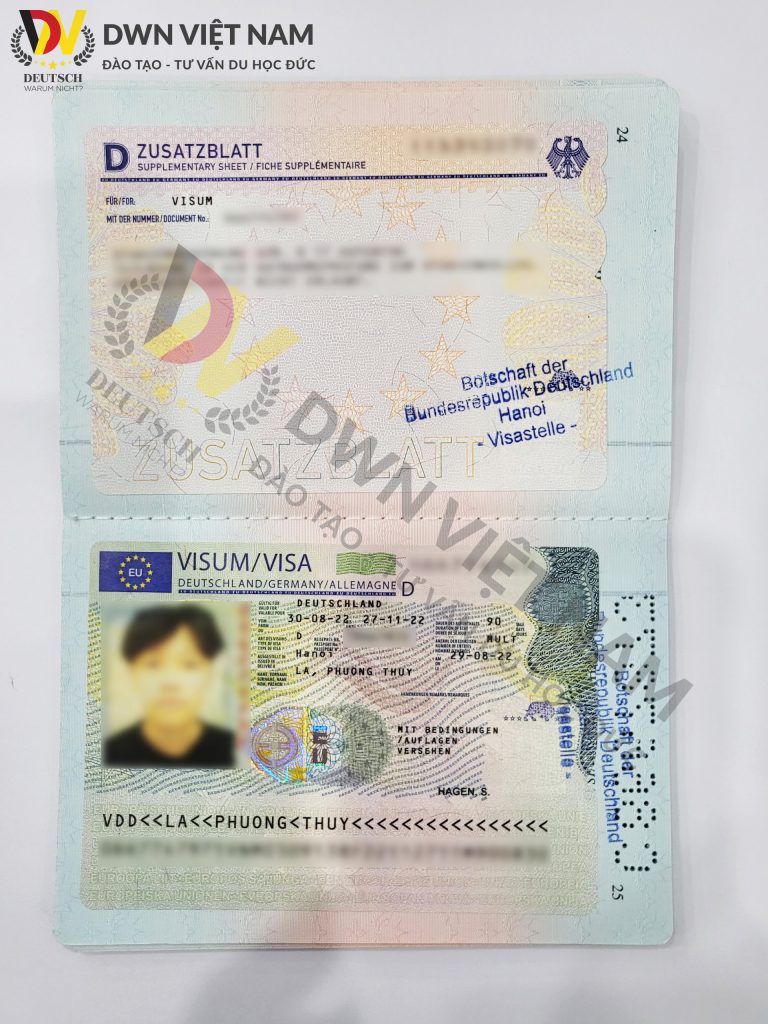 DWN VIỆT NAM
ĐÀO TẠO - TƯ VẤN DU HỌC ĐỨC
DEUTSCH
WARUM NICHT?
24
D ZUSATZBLATT
SUPPLEMENTARY SHEET / FICHE SUPPLÉMENTAIRE
FÜR/FOR: VISUM
MIT DER NUMMER/DOCUMENT No.:
Botschaft der
Bundesrepublik Deutschland
Hanoi
- Visastelle -
ZUSATZBLATT
DEUTSCH
WARUM NICHT?
DWN VIỆT NAM
ĐÀO TẠO - TƯ VẤN DU HỌC ĐỨC
EU
VISUM/VISA
DEUTSCHLAND/GERMANY/ALLEMAGNE D
DEUTSCHLAND
30-08-22 27-11-22 90
D MULT
Hanoi 29-08-22
LA, PHUONG THUY
MIT BEDINGUNGEN
/AUFLAGEN
VERSEHEN
HAGEN, S.
Botschaft der
Bundesrepublik Deutschland
VDD<<LA<<PHUONG<THUY<<<<<<<<<<<<<<<<
25